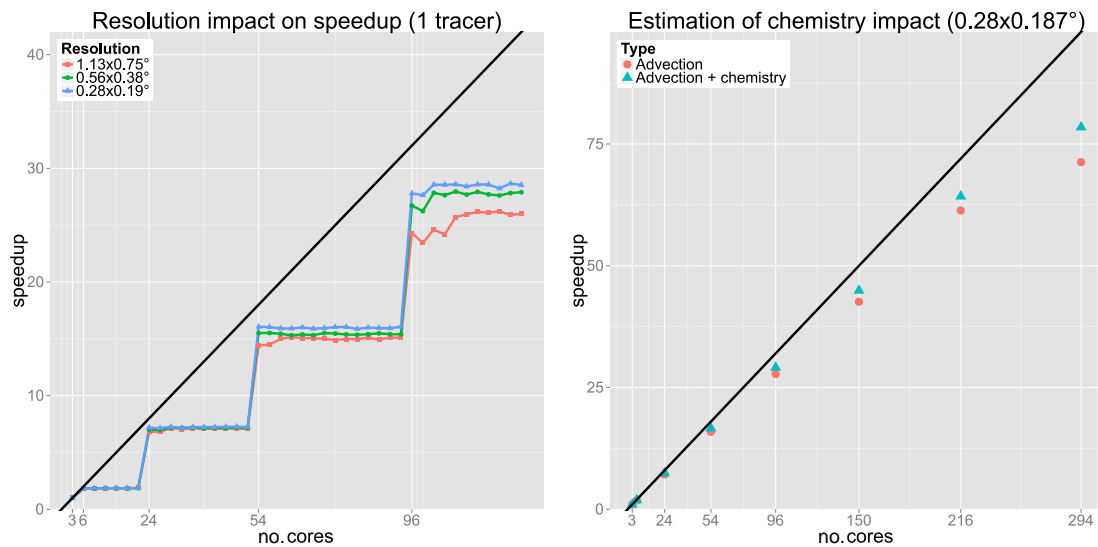 Resolution impact on speedup (1 tracer)
Resolution
1.13x0.75°
0.56x0.38°
0.28x0.19°
40
30
20
10
0
speedup
3 6 24 54 96
no. cores
Estimation of chemistry impact (0.28x0.187°)
Type
Advection
Advection + chemistry
75
50
25
0
speedup
3 24 54 96 150 216 294
no. cores